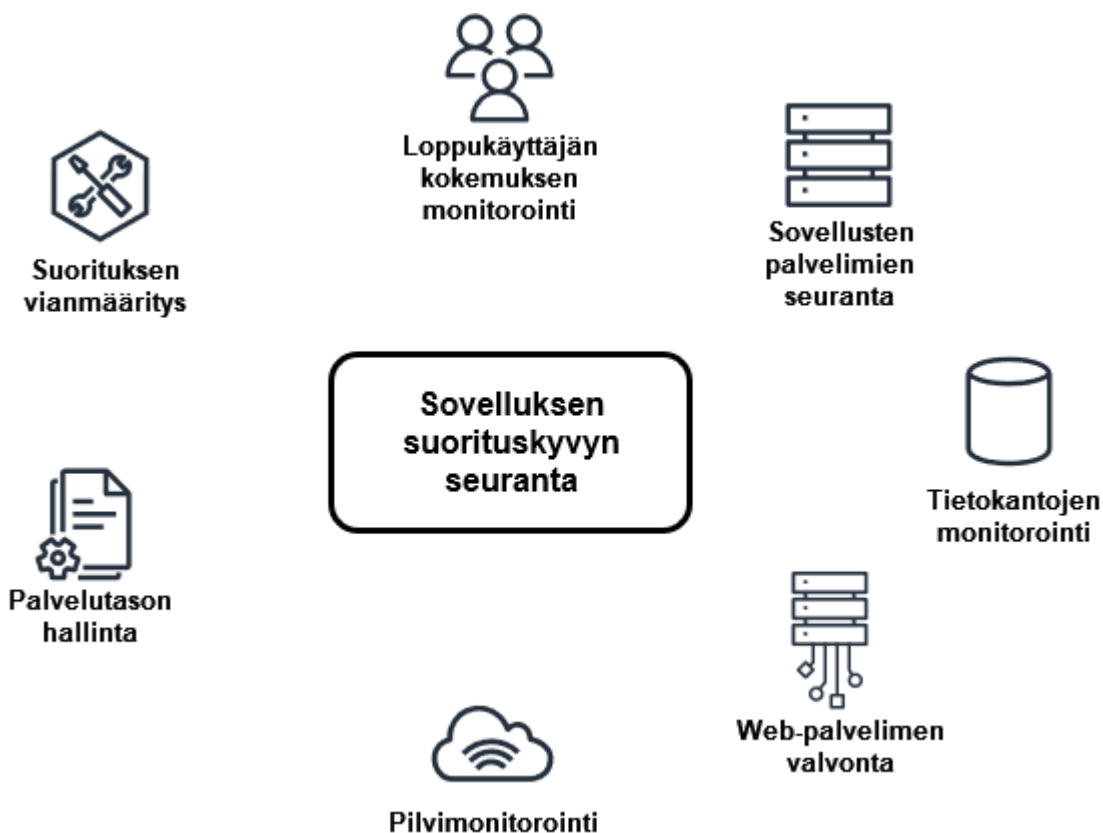 Loppukäyttäjän
kokemuksen
monitorointi
Sovellusten
palvelimien
seuranta
Suorituksen
vianmääritys
Sovelluksen
suorituskyvyn
seuranta
Tietokantojen
monitorointi
Palvelutason
hallinta
Web-palvelimen
valvonta
Pilvimonitorointi